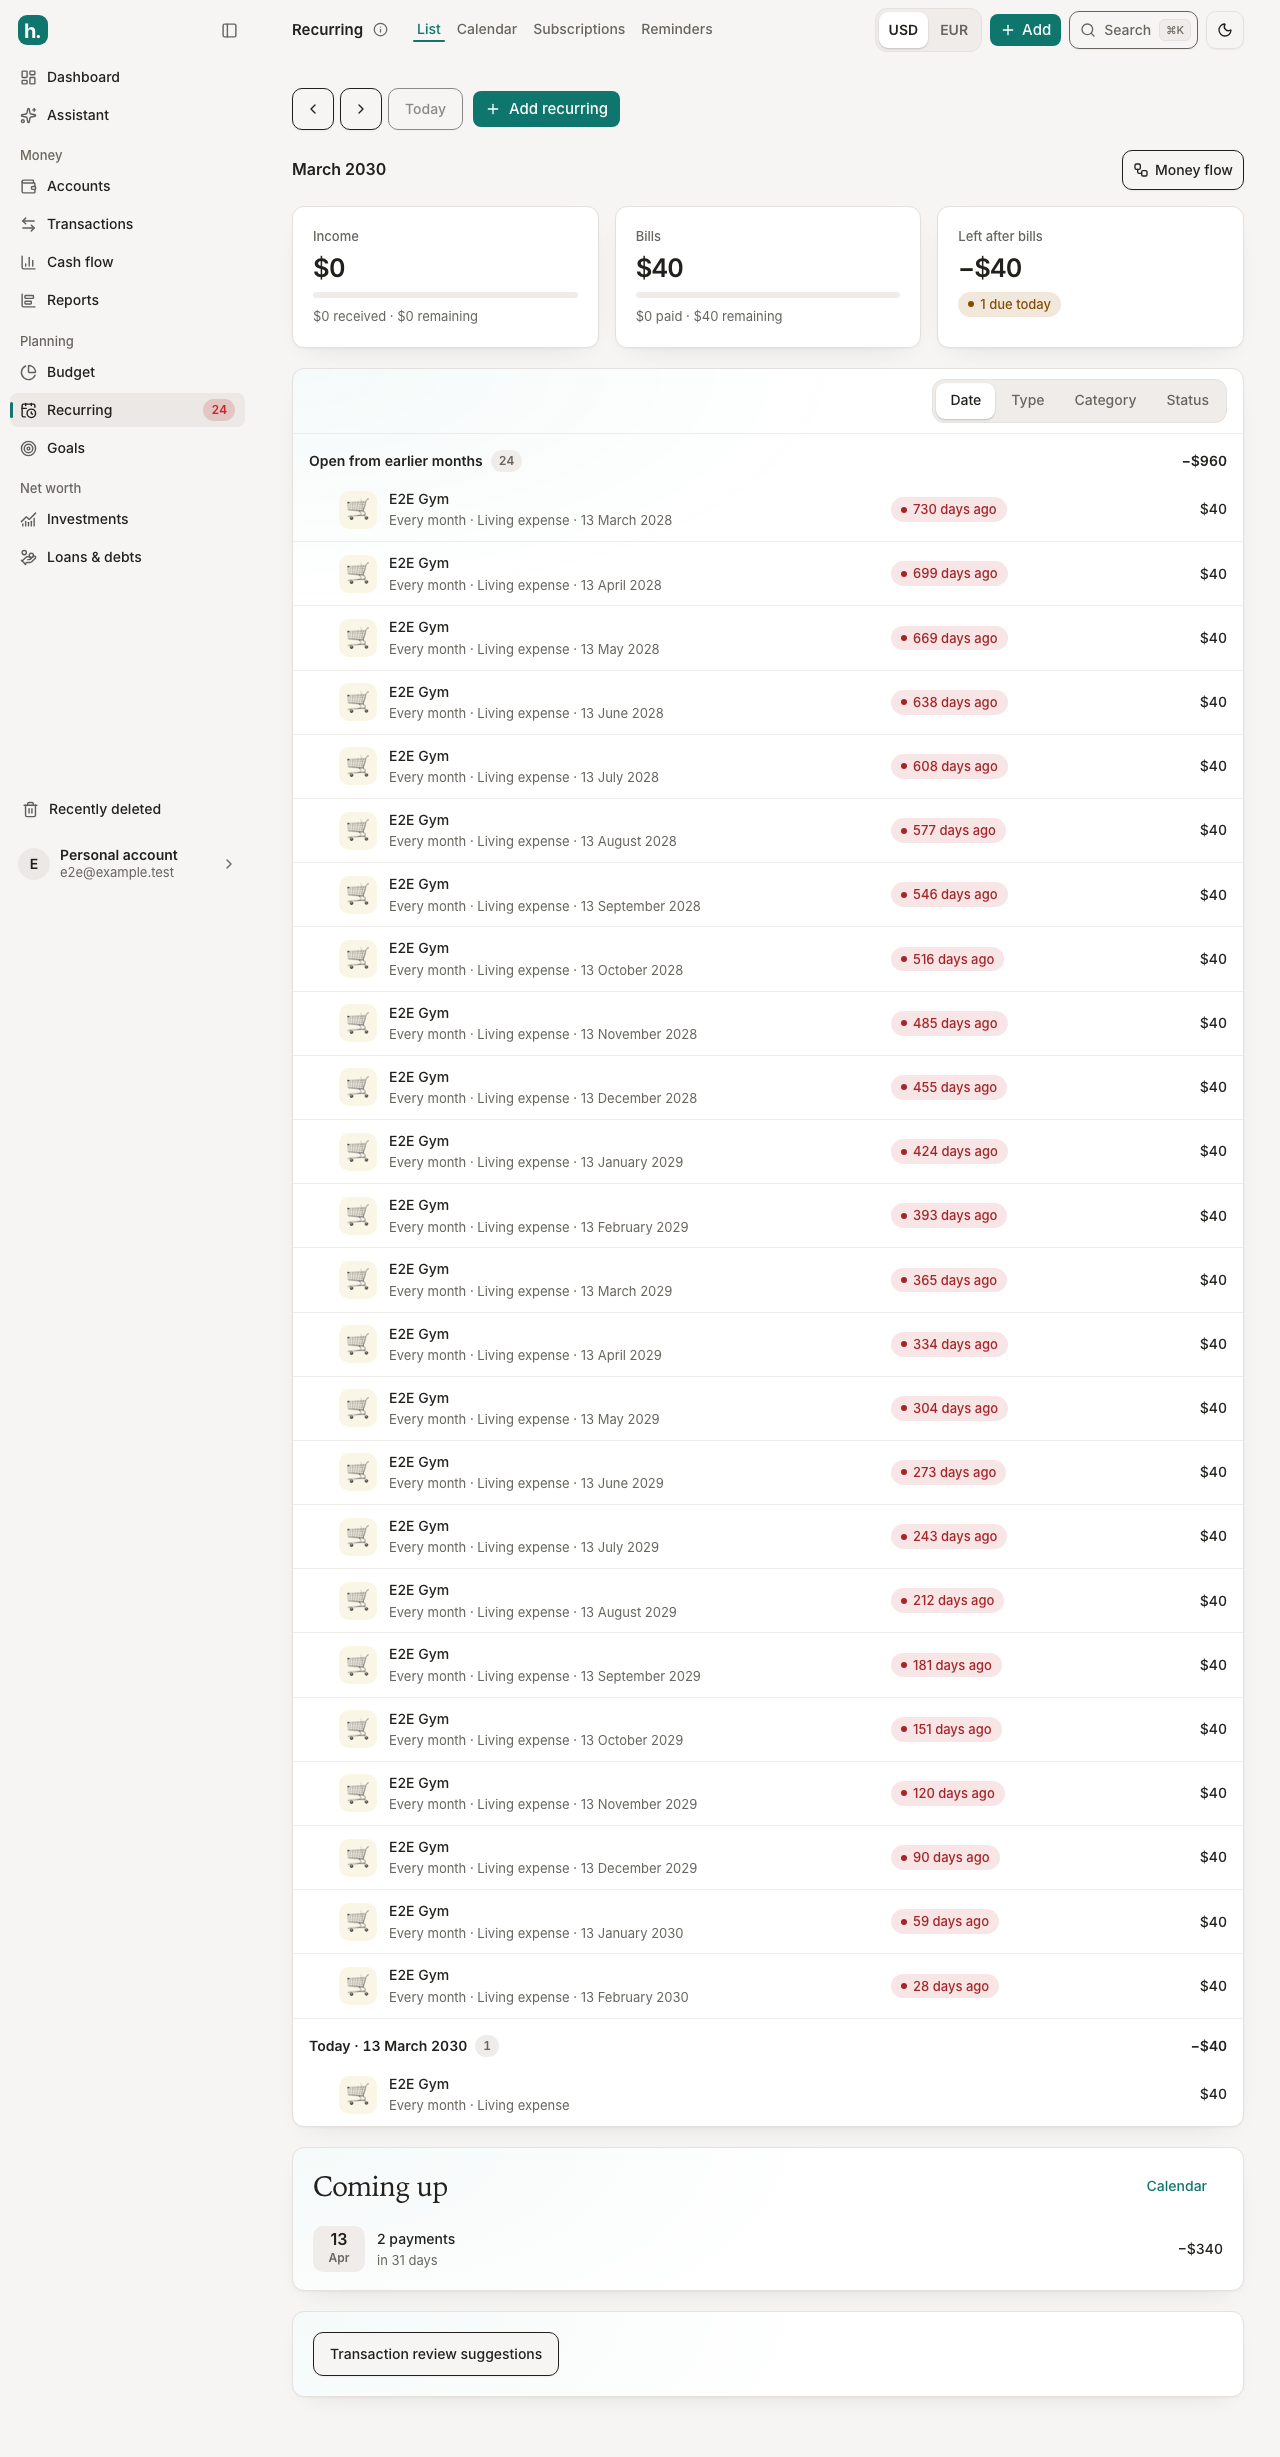 h.
Dashboard
Assistant
Money
Accounts
Transactions
Cash flow
Reports
Planning
Budget
Recurring 24
Goals
Net worth
Investments
Loans & debts
Recently deleted
E
Personal account
e2e@example.test
Recurring List Calendar Subscriptions Reminders USD EUR + Add Search ⌘K
Today + Add recurring
March 2030 Money flow
Income
$0
$0 received · $0 remaining
Bills
$40
$0 paid · $40 remaining
Left after bills
−$40
1 due today
Date Type Category Status
Open from earlier months 24 −$960
E2E Gym
Every month · Living expense · 13 March 2028 730 days ago $40
E2E Gym
Every month · Living expense · 13 April 2028 699 days ago $40
E2E Gym
Every month · Living expense · 13 May 2028 669 days ago $40
E2E Gym
Every month · Living expense · 13 June 2028 638 days ago $40
E2E Gym
Every month · Living expense · 13 July 2028 608 days ago $40
E2E Gym
Every month · Living expense · 13 August 2028 577 days ago $40
E2E Gym
Every month · Living expense · 13 September 2028 546 days ago $40
E2E Gym
Every month · Living expense · 13 October 2028 516 days ago $40
E2E Gym
Every month · Living expense · 13 November 2028 485 days ago $40
E2E Gym
Every month · Living expense · 13 December 2028 455 days ago $40
E2E Gym
Every month · Living expense · 13 January 2029 424 days ago $40
E2E Gym
Every month · Living expense · 13 February 2029 393 days ago $40
E2E Gym
Every month · Living expense · 13 March 2029 365 days ago $40
E2E Gym
Every month · Living expense · 13 April 2029 334 days ago $40
E2E Gym
Every month · Living expense · 13 May 2029 304 days ago $40
E2E Gym
Every month · Living expense · 13 June 2029 273 days ago $40
E2E Gym
Every month · Living expense · 13 July 2029 243 days ago $40
E2E Gym
Every month · Living expense · 13 August 2029 212 days ago $40
E2E Gym
Every month · Living expense · 13 September 2029 181 days ago $40
E2E Gym
Every month · Living expense · 13 October 2029 151 days ago $40
E2E Gym
Every month · Living expense · 13 November 2029 120 days ago $40
E2E Gym
Every month · Living expense · 13 December 2029 90 days ago $40
E2E Gym
Every month · Living expense · 13 January 2030 59 days ago $40
E2E Gym
Every month · Living expense · 13 February 2030 28 days ago $40
Today · 13 March 2030 1 −$40
E2E Gym
Every month · Living expense $40
Coming up Calendar
13 Apr
2 payments
in 31 days −$340
Transaction review suggestions